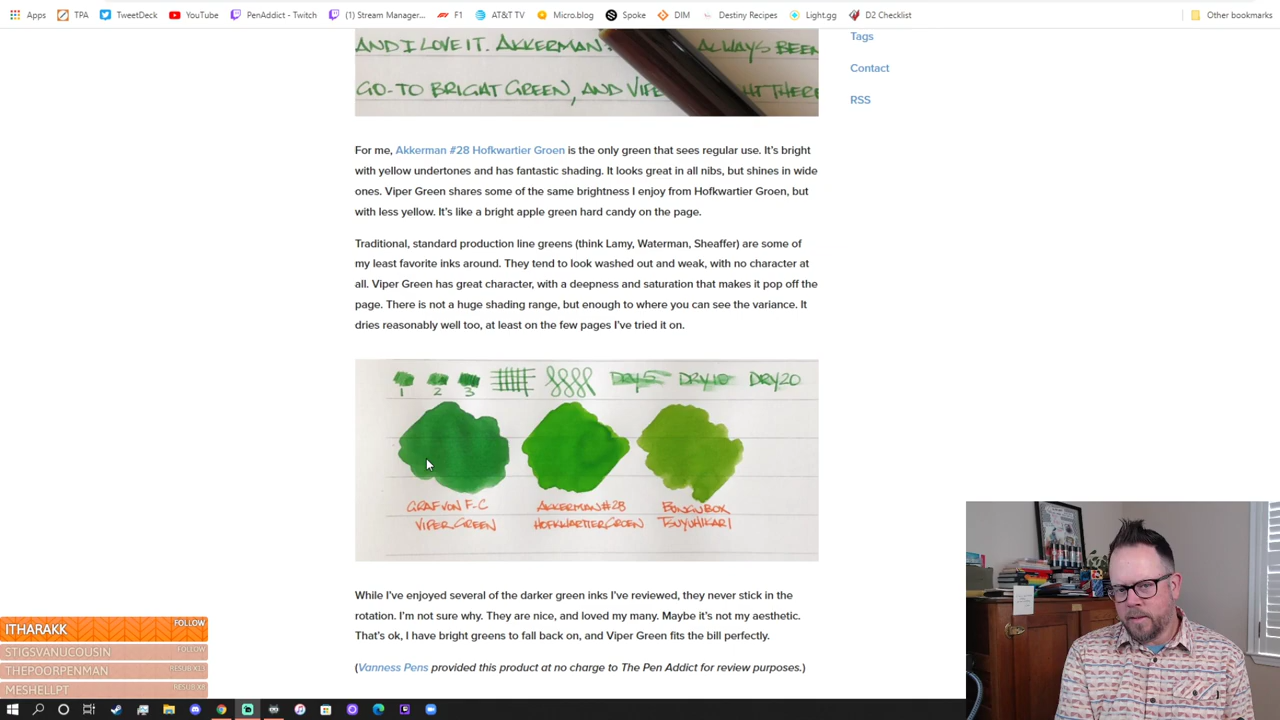 Apps TPA TweetDeck YouTube PenAddict - Twitch (1) Stream Manager... F1 AT&T TV Micro.blog Spoke DIM Destiny Recipes Light.gg D2 Checklist Other bookmarks
Tags
Contact
RSS
AND I LOVE IT. AKKERMAN ALWAYS BEEN
GO-TO BRIGHT GREEN, AND
For me, Akkerman #28 Hofkwartier Groen is the only green that sees regular use. It's bright
with yellow undertones and has fantastic shading. It looks great in all nibs, but shines in wide
ones. Viper Green shares some of the same brightness I enjoy from Hofkwartier Groen, but
with less yellow. It's like a bright apple green hard candy on the page.
Traditional, standard production line greens (think Lamy, Waterman, Sheaffer) are some of
my least favorite inks around. They tend to look washed out and weak, with no character at
all. Viper Green has great character, with a deepness and saturation that makes it pop off the
page. There is not a huge shading range, but enough to where you can see the variance. It
dries reasonably well too, at least on the few pages I've tried it on.
1 2 3 DRY 5 DRY 10 DRY 20
GRAF VON F-C
VIPER GREEN
AKKERMAN #28
HOFKWARTIER GROEN
BUNGUBOX
TSUYUHIKARI
While I've enjoyed several of the darker green inks I've reviewed, they never stick in the
rotation. I'm not sure why. They are nice, and loved my many. Maybe it's not my aesthetic.
That's ok, I have bright greens to fall back on, and Viper Green fits the bill perfectly.
(Vanness Pens provided this product at no charge to The Pen Addict for review purposes.)
ITHARAKK FOLLOW
STIGSVANUCOUSIN FOLLOW
THEPOORPENMAN
MESHELLPT